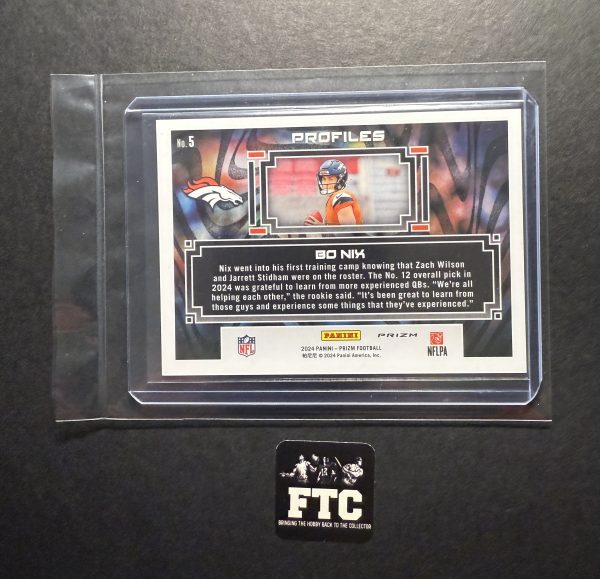 No. 5
PROFILES
BO NIX
Nix went into his first training camp knowing that Zach Wilson
and Jarrett Stidham were on the roster. The No. 12 overall pick in
2024 was grateful to learn from more experienced QBs. "We're all
helping each other," the rookie said. "It's been great to learn from
those guys and experience some things that they've experienced."
NFL
PANINI
PRIZM
NFLPA
2024 PANINI – PRIZM FOOTBALL
帕尼尼 © 2024 Panini America, Inc.
FTC
BRINGING THE HOBBY BACK TO THE COLLECTOR